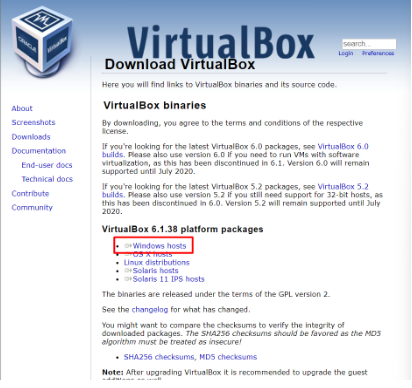 VirtualBox
search...
Login Preferences
Download VirtualBox
Here you will find links to VirtualBox binaries and its source code.
VirtualBox binaries
By downloading, you agree to the terms and conditions of the respective
license.
If you're looking for the latest VirtualBox 6.0 packages, see VirtualBox 6.0
builds. Please also use version 6.0 if you need to run VMs with software
virtualization, as this has been discontinued in 6.1. Version 6.0 will remain
supported until July 2020.
If you're looking for the latest VirtualBox 5.2 packages, see VirtualBox 5.2
builds. Please also use version 5.2 if you still need support for 32-bit hosts, as
this has been discontinued in 6.0. Version 5.2 will remain supported until July
2020.
VirtualBox 6.1.38 platform packages
Windows hosts
OS X hosts
Linux distributions
Solaris hosts
Solaris 11 IPS hosts
The binaries are released under the terms of the GPL version 2.
See the changelog for what has changed.
You might want to compare the checksums to verify the integrity of
downloaded packages. The SHA256 checksums should be favored as the MD5
algorithm must be treated as insecure!
SHA256 checksums, MD5 checksums
Note: After upgrading VirtualBox it is recommended to upgrade the guest
About
Screenshots
Downloads
Documentation
End-user docs
Technical docs
Contribute
Community
ORACLE
VirtualBox